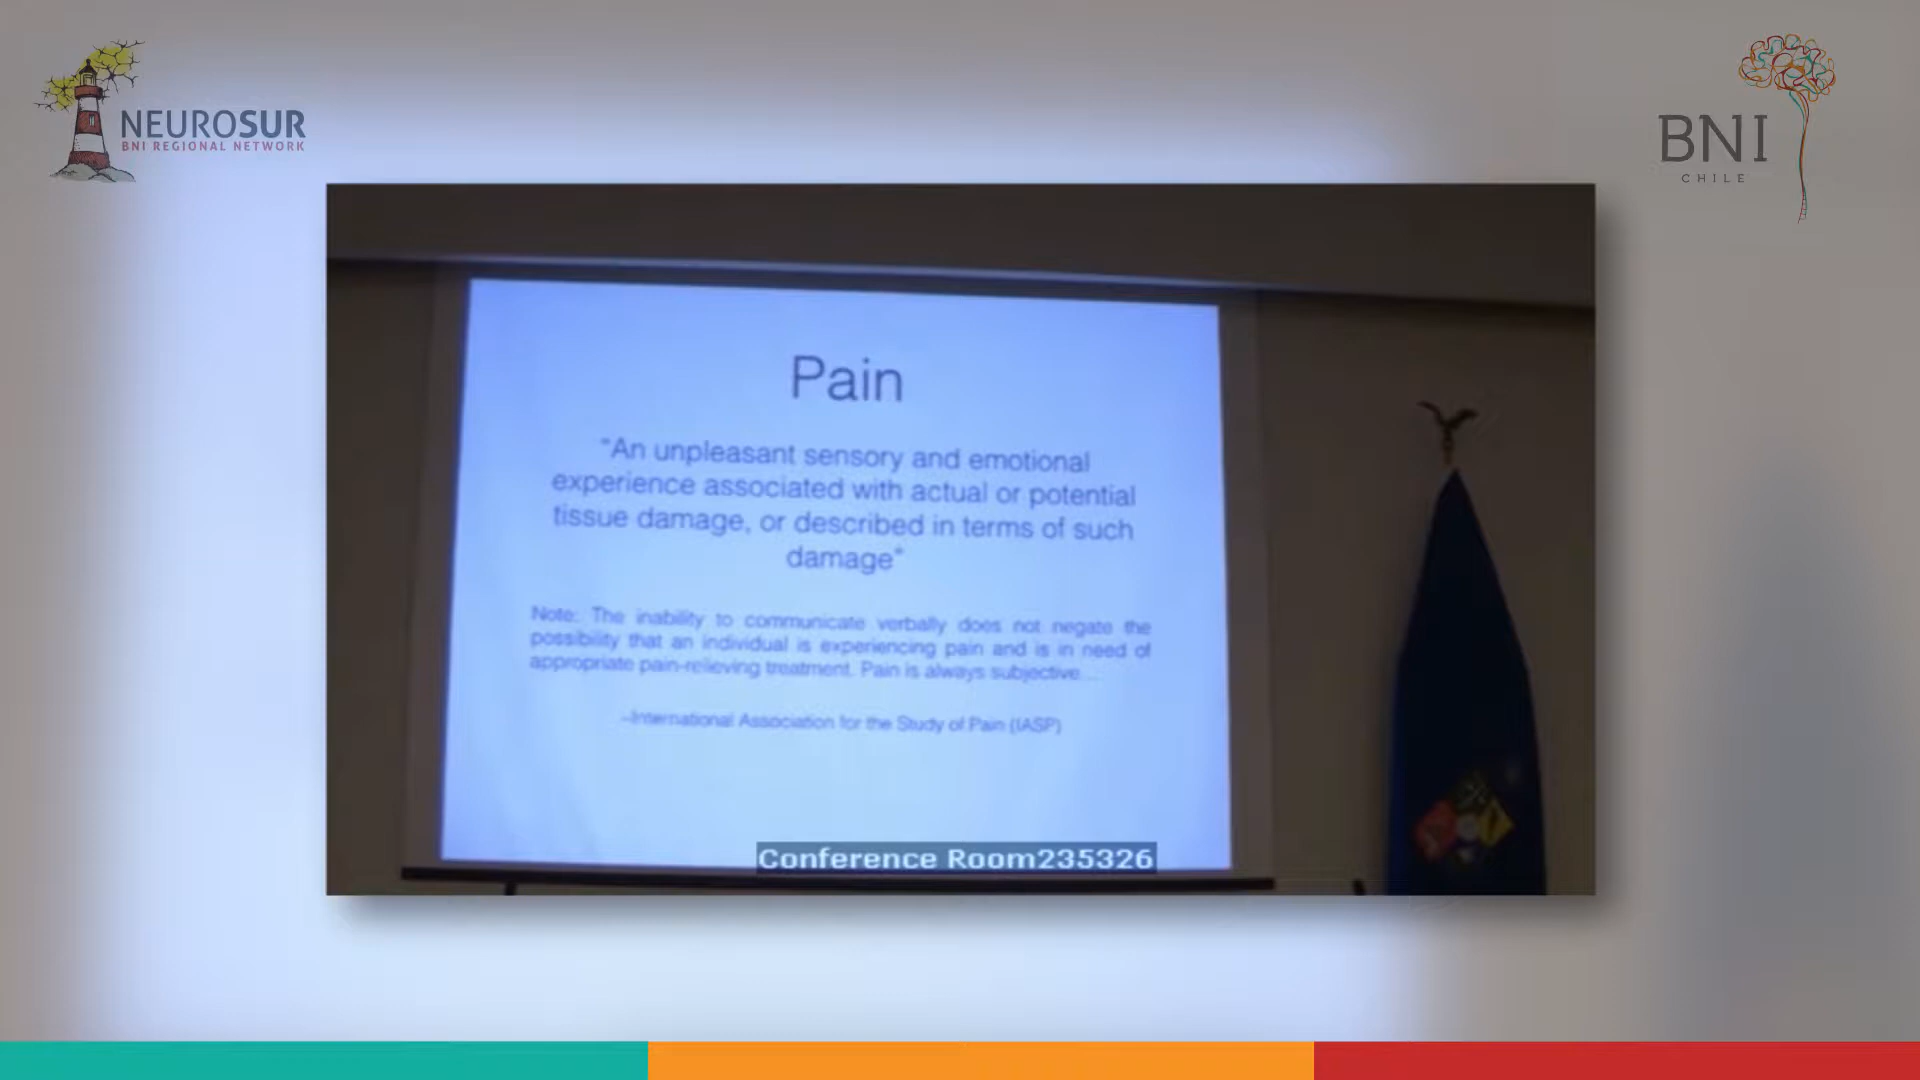 NEUROSUR
BNI REGIONAL NETWORK
BNI
CHILE
Pain
"An unpleasant sensory and emotional
experience associated with actual or potential
tissue damage, or described in terms of such
damage"
Note: The inability to communicate verbally does not negate the
possibility that an individual is experiencing pain and is in need of
appropriate pain-relieving treatment. Pain is always subjective...
–International Association for the Study of Pain (IASP)
Conference Room235326